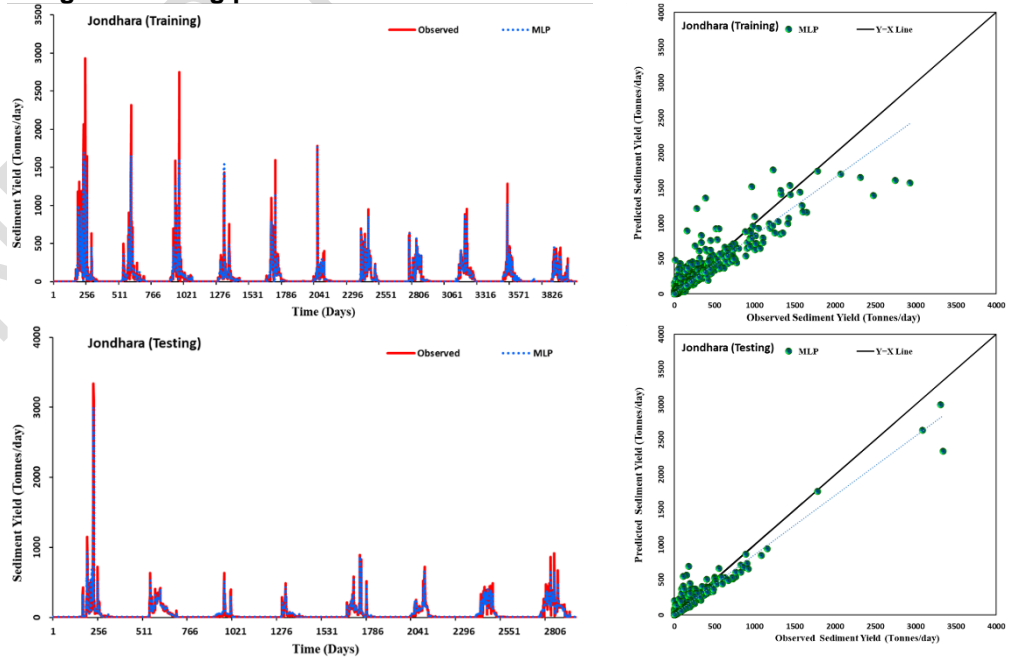 Jondhara (Training)
Observed
MLP
Sediment Yield (Tonnes/day)
3500
3000
2500
2000
1500
1000
500
0
1 256 511 766 1021 1276 1531 1786 2041 2296 2551 2806 3061 3316 3571 3826
Time (Days)
Jondhara (Training)
MLP
Y=X Line
Predicted Sediment Yield (Tonnes/day)
4000
3500
3000
2500
2000
1500
1000
500
0
0 500 1000 1500 2000 2500 3000 3500 4000
Observed Sediment Yield (Tonnes/day)
Jondhara (Testing)
Observed
MLP
Sediment Yield (Tonnes/day)
4000
3000
2000
1000
0
1 256 511 766 1021 1276 1531 1786 2041 2296 2551 2806
Time (Days)
Jondhara (Testing)
MLP
Y=X Line
Predicted Sediment Yield (Tonnes/day)
4000
3500
3000
2500
2000
1500
1000
500
0
0 500 1000 1500 2000 2500 3000 3500 4000
Observed Sediment Yield (Tonnes/day)